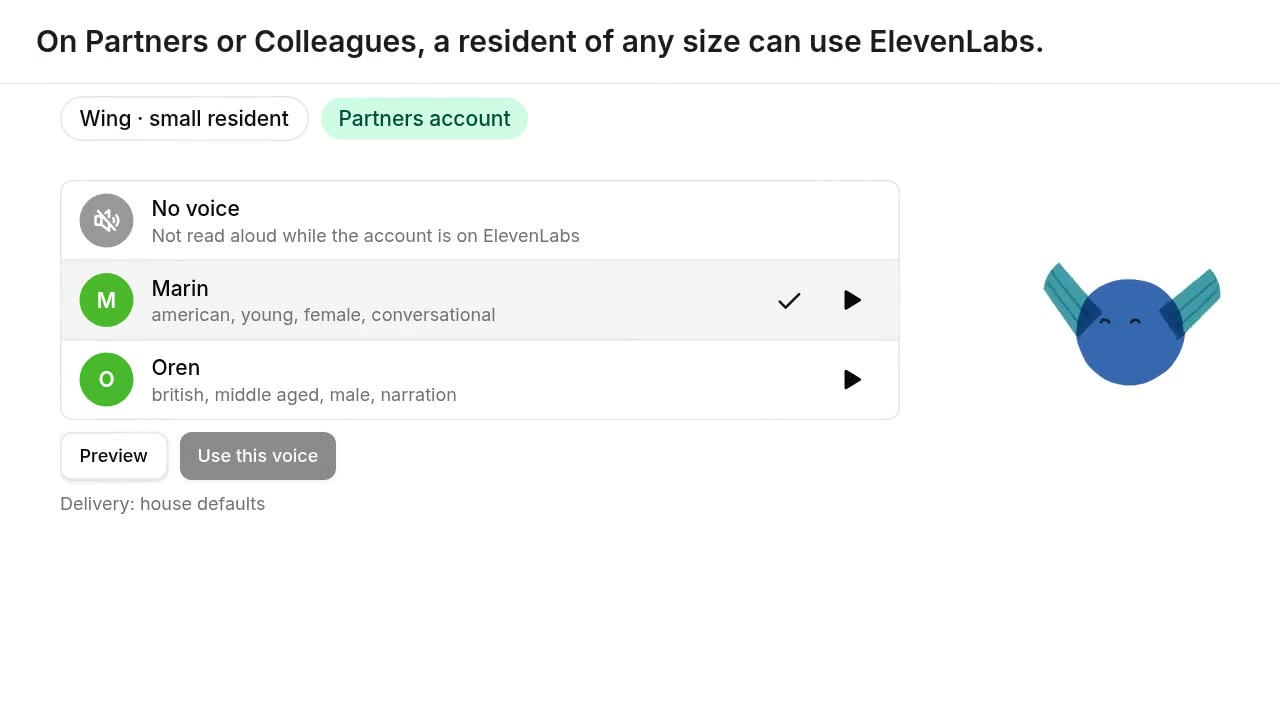 On Partners or Colleagues, a resident of any size can use ElevenLabs.
Wing · small resident
Partners account
No voice
Not read aloud while the account is on ElevenLabs
M
Marin
american, young, female, conversational
O
Oren
british, middle aged, male, narration
Preview
Use this voice
Delivery: house defaults